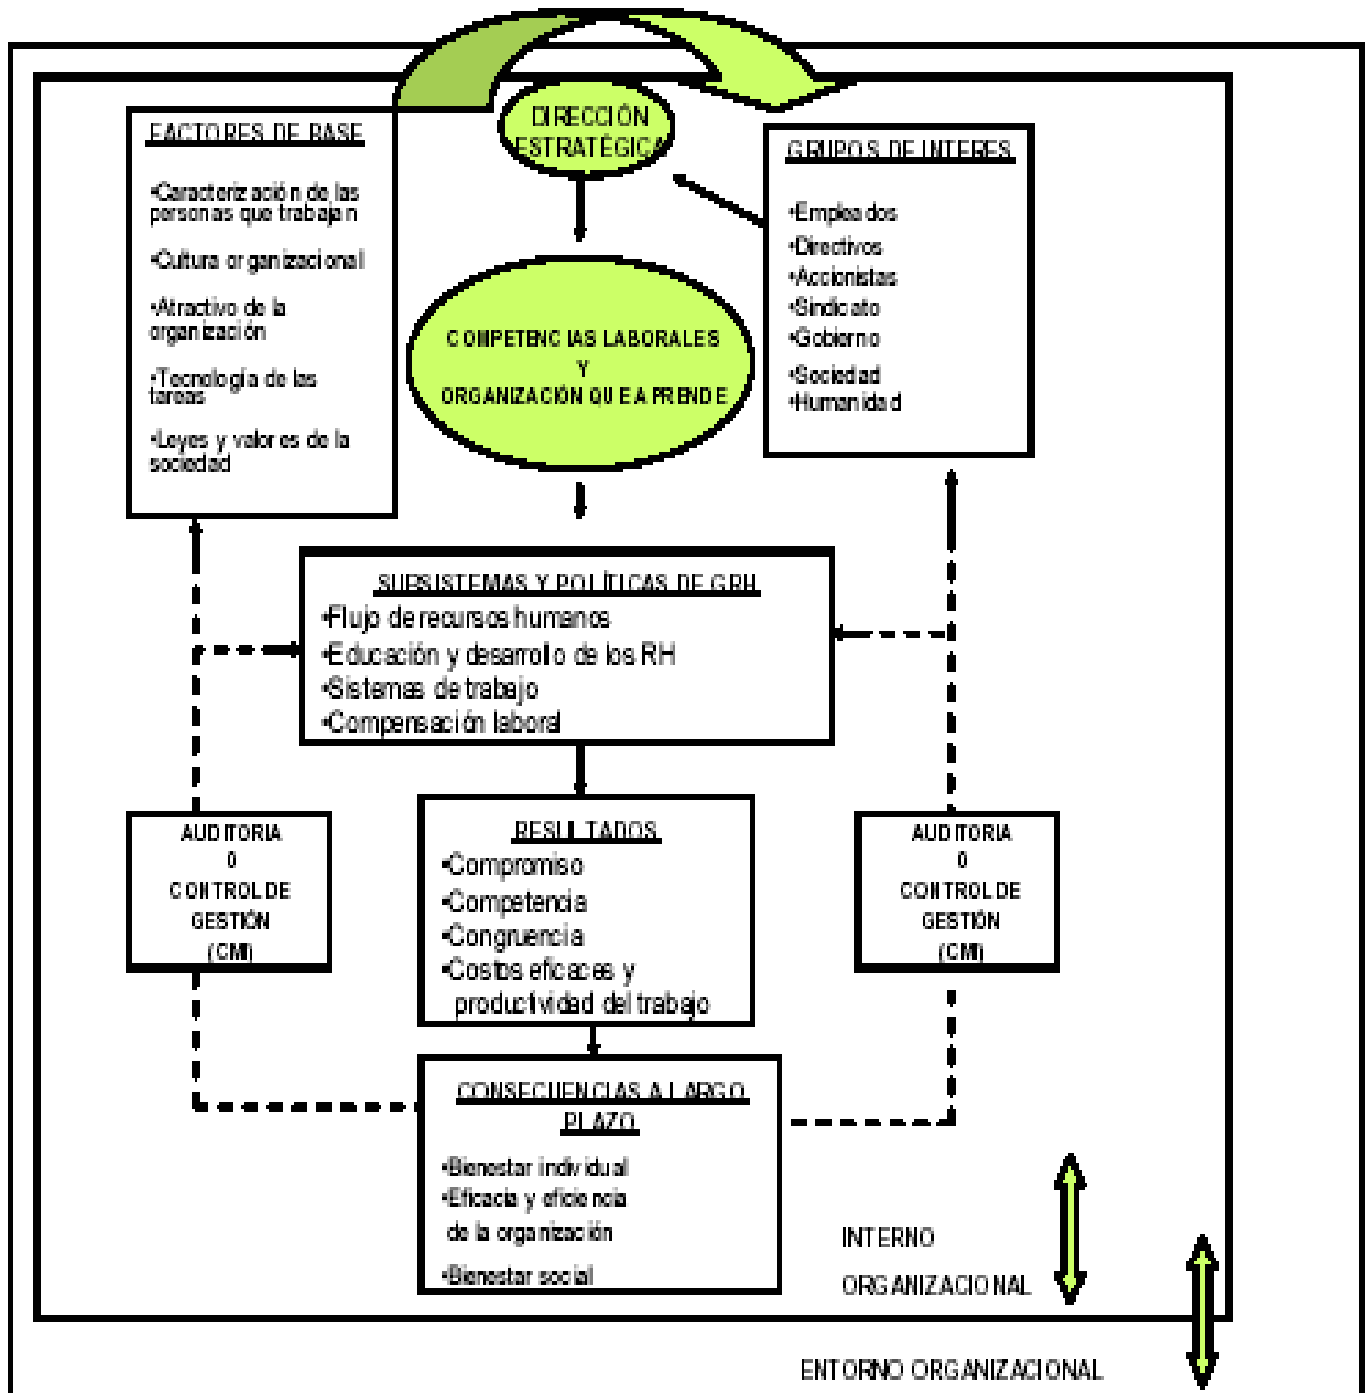 DIRECCIÓN
ESTRATÉGICA
FACTORES DE BASE
•Caracterización de las
personas que trabajan
•Cultura organizacional
•Atractivo de la
organización
•Tecnología de las
tareas
•Leyes y valores de la
sociedad
GRUPOS DE INTERES
•Empleados
•Directivos
•Accionistas
•Sindicato
•Gobierno
•Sociedad
•Humanidad
COMPETENCIAS LABORALES
Y
ORGANIZACIÓN QUE APRENDE
SUBSISTEMAS Y POLÍTICAS DE GRH
•Flujo de recursos humanos
•Educación y desarrollo de los RH
•Sistemas de trabajo
•Compensación laboral
AUDITORIA
O
CONTROL DE
GESTIÓN
(CMI)
RESULTADOS
•Compromiso
•Competencia
•Congruencia
•Costos eficaces y
productividad del trabajo
AUDITORIA
O
CONTROL DE
GESTIÓN
(CMI)
CONSECUENCIAS A LARGO
PLAZO
•Bienestar individual
•Eficacia y eficiencia
de la organización
•Bienestar social
INTERNO
ORGANIZACIONAL
ENTORNO ORGANIZACIONAL